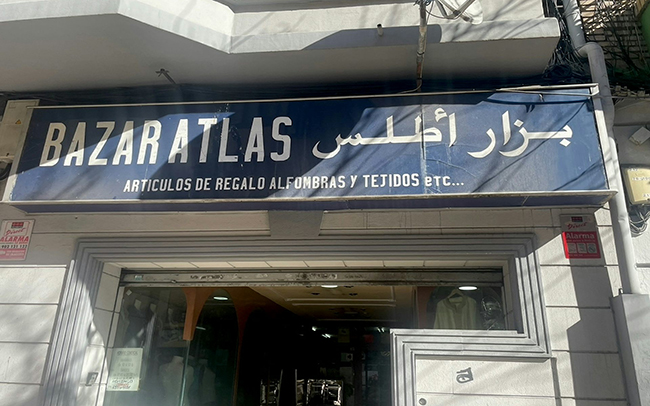 BAZAR ATLAS بزار أطلس
ARTICULOS DE REGALO ALFOMBRAS Y TEJIDOS etc...
ALARMA
Alarma